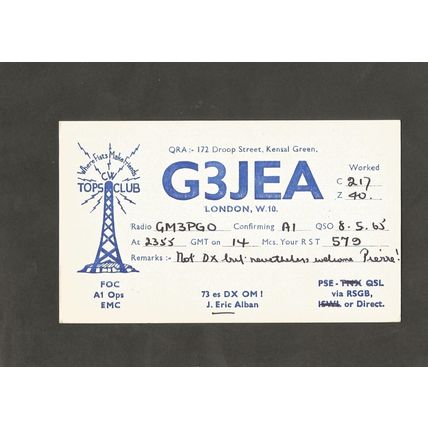 QRA :- 172 Droop Street, Kensal Green,
Where Fists Make Friends
CW
TOPS CLUB
G3JEA
Worked
C 217
Z 40.
LONDON, W.10.
Radio GM3PGO Confirming A1 QSO 8.5.65
At 2355 GMT on 14 Mcs. Your RST 579
Remarks :- Not DX but nevertheless welcome Pierre!
FOC
A1 Ops
EMC
73 es DX OM !
J. Eric Alban
PSE - TNX QSL
via RSGB,
ISWL or Direct.